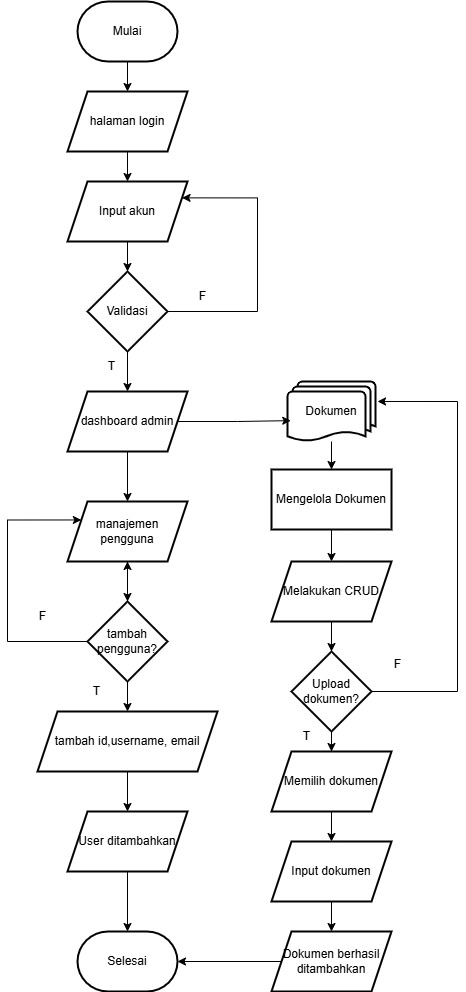 Mulai
halaman login
Input akun
Validasi
F
T
dashboard admin
Dokumen
manajemen
pengguna
Mengelola Dokumen
Melakukan CRUD
F
tambah
pengguna?
T
Upload
dokumen?
F
T
tambah id,username, email
Memilih dokumen
User ditambahkan
Input dokumen
Selesai
Dokumen berhasil
ditambahkan